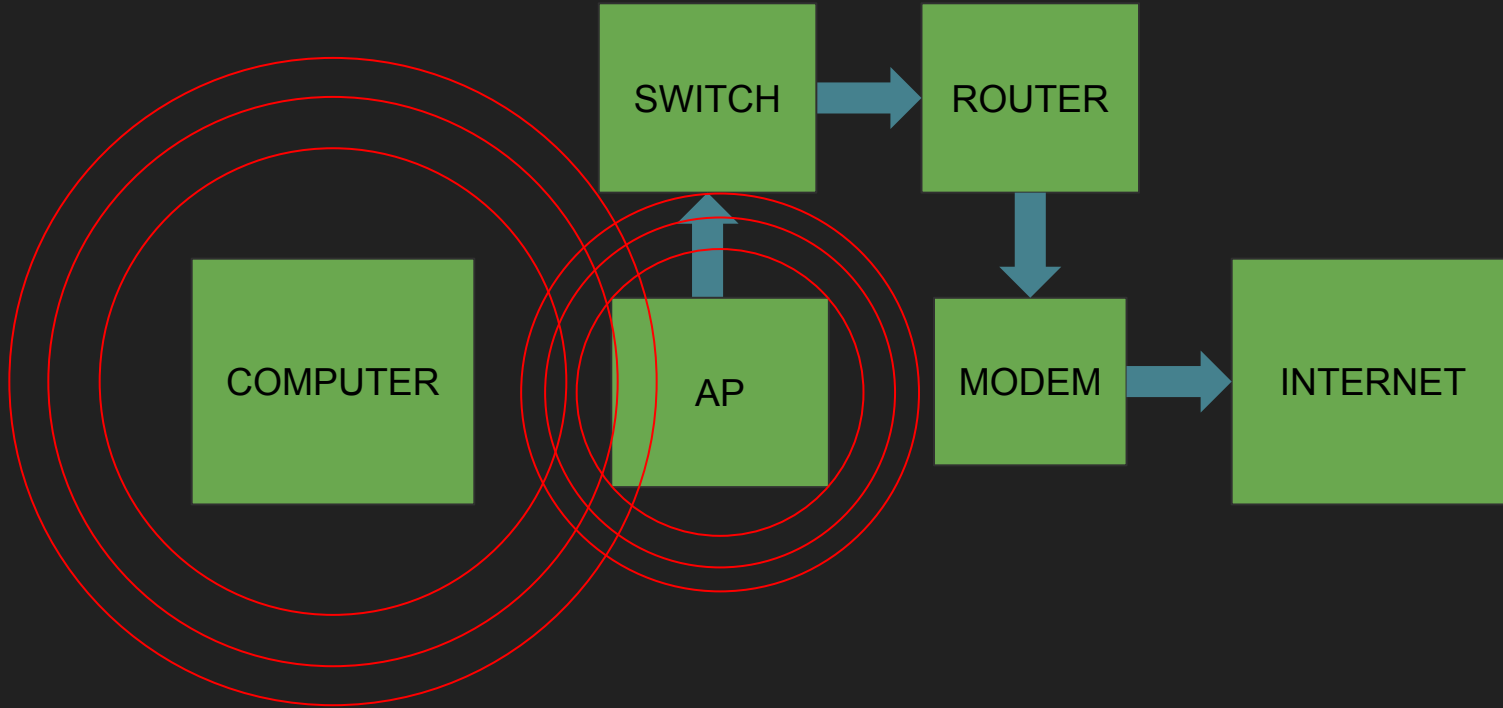 SWITCH
ROUTER
COMPUTER
AP
MODEM
INTERNET